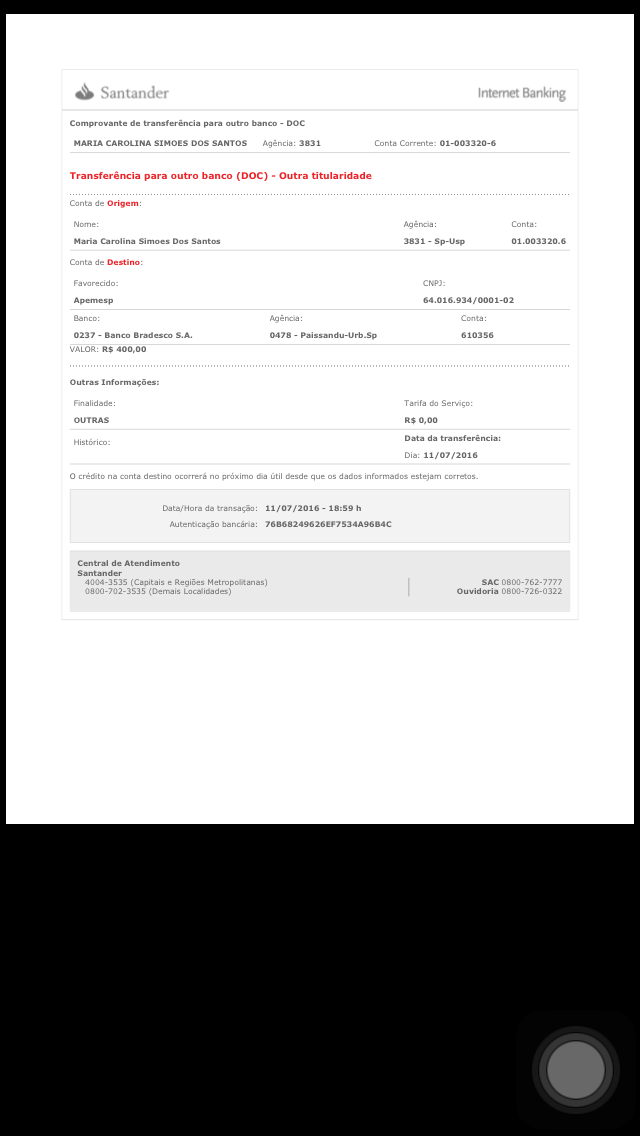 Santander Internet Banking
Comprovante de transferência para outro banco - DOC
MARIA CAROLINA SIMOES DOS SANTOS Agência: 3831 Conta Corrente: 01-003320-6
Transferência para outro banco (DOC) - Outra titularidade
Conta de Origem:
Nome: Agência: Conta:
Maria Carolina Simoes Dos Santos 3831 - Sp-Usp 01.003320.6
Conta de Destino:
Favorecido: CNPJ:
Apemesp 64.016.934/0001-02
Banco: Agência: Conta:
0237 - Banco Bradesco S.A. 0478 - Paissandu-Urb.Sp 610356
VALOR: R$ 400,00
Outras Informações:
Finalidade: Tarifa do Serviço:
OUTRAS R$ 0,00
Histórico: Data da transferência:
Dia: 11/07/2016
O crédito na conta destino ocorrerá no próximo dia útil desde que os dados informados estejam corretos.
Data/Hora da transação: 11/07/2016 - 18:59 h
Autenticação bancária: 76B68249626EF7534A96B4C
Central de Atendimento
Santander
4004-3535 (Capitais e Regiões Metropolitanas) SAC 0800-762-7777
0800-702-3535 (Demais Localidades) Ouvidoria 0800-726-0322